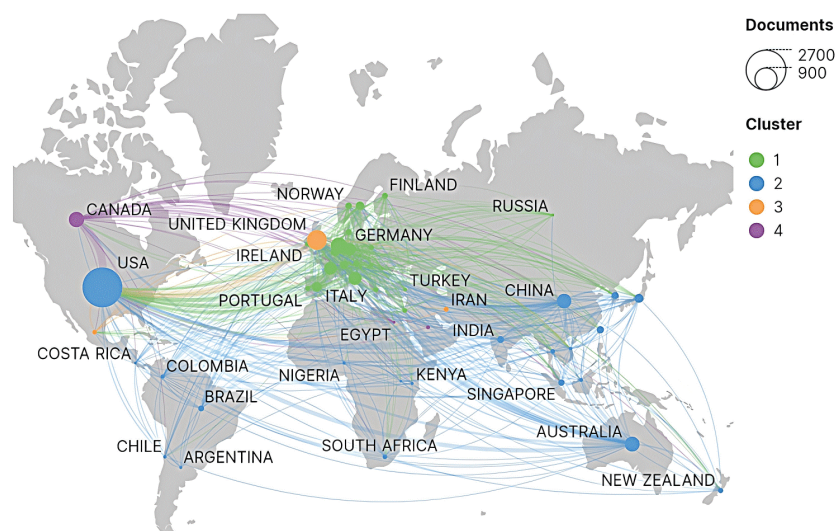 Documents
2700
900
Cluster
1
2
3
4
NORWAY
FINLAND
CANADA
RUSSIA
UNITED KINGDOM
GERMANY
IRELAND
USA
TURKEY
CHINA
PORTUGAL
ITALY
IRAN
EGYPT
INDIA
COSTA RICA
COLOMBIA
NIGERIA
KENYA
BRAZIL
SINGAPORE
AUSTRALIA
CHILE
SOUTH AFRICA
ARGENTINA
NEW ZEALAND